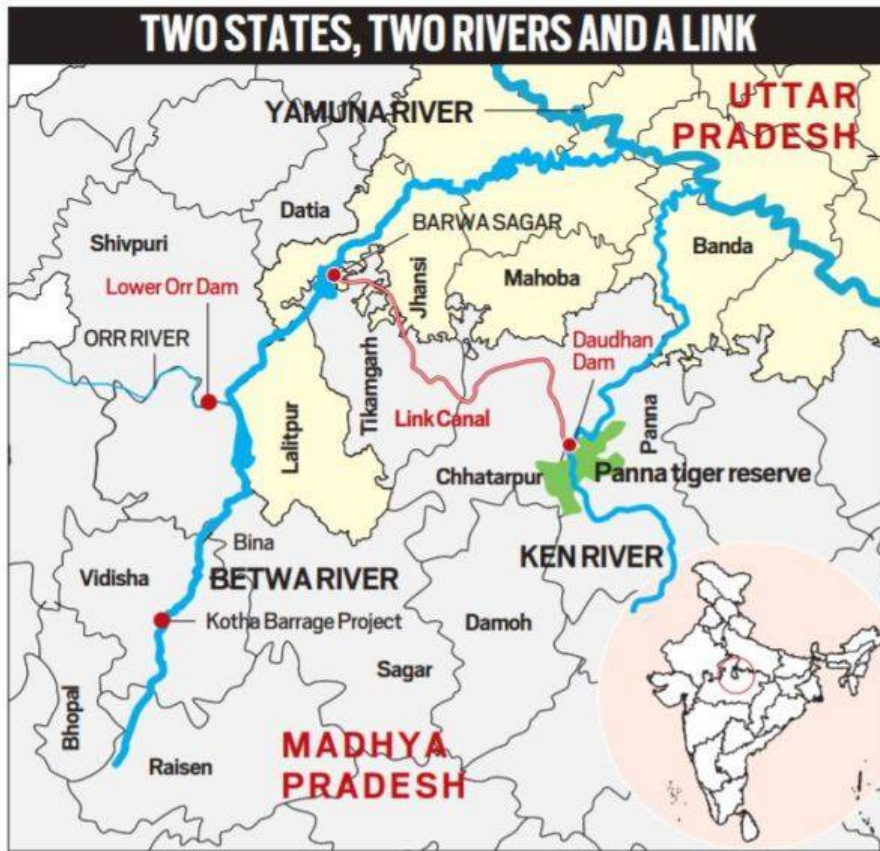 TWO STATES, TWO RIVERS AND A LINK
YAMUNA RIVER
UTTAR
PRADESH
Datia
BARWA SAGAR
Shivpuri
Banda
Lower Orr Dam
Jhansi
Mahoba
ORR RIVER
Daudhan
Dam
Tikamgarh
Link Canal
Lalitpur
Panna
Chhatarpur
Panna tiger reserve
Bina
KEN RIVER
Vidisha
BETWA RIVER
Kotha Barrage Project
Damoh
Sagar
Bhopal
MADHYA
PRADESH
Raisen